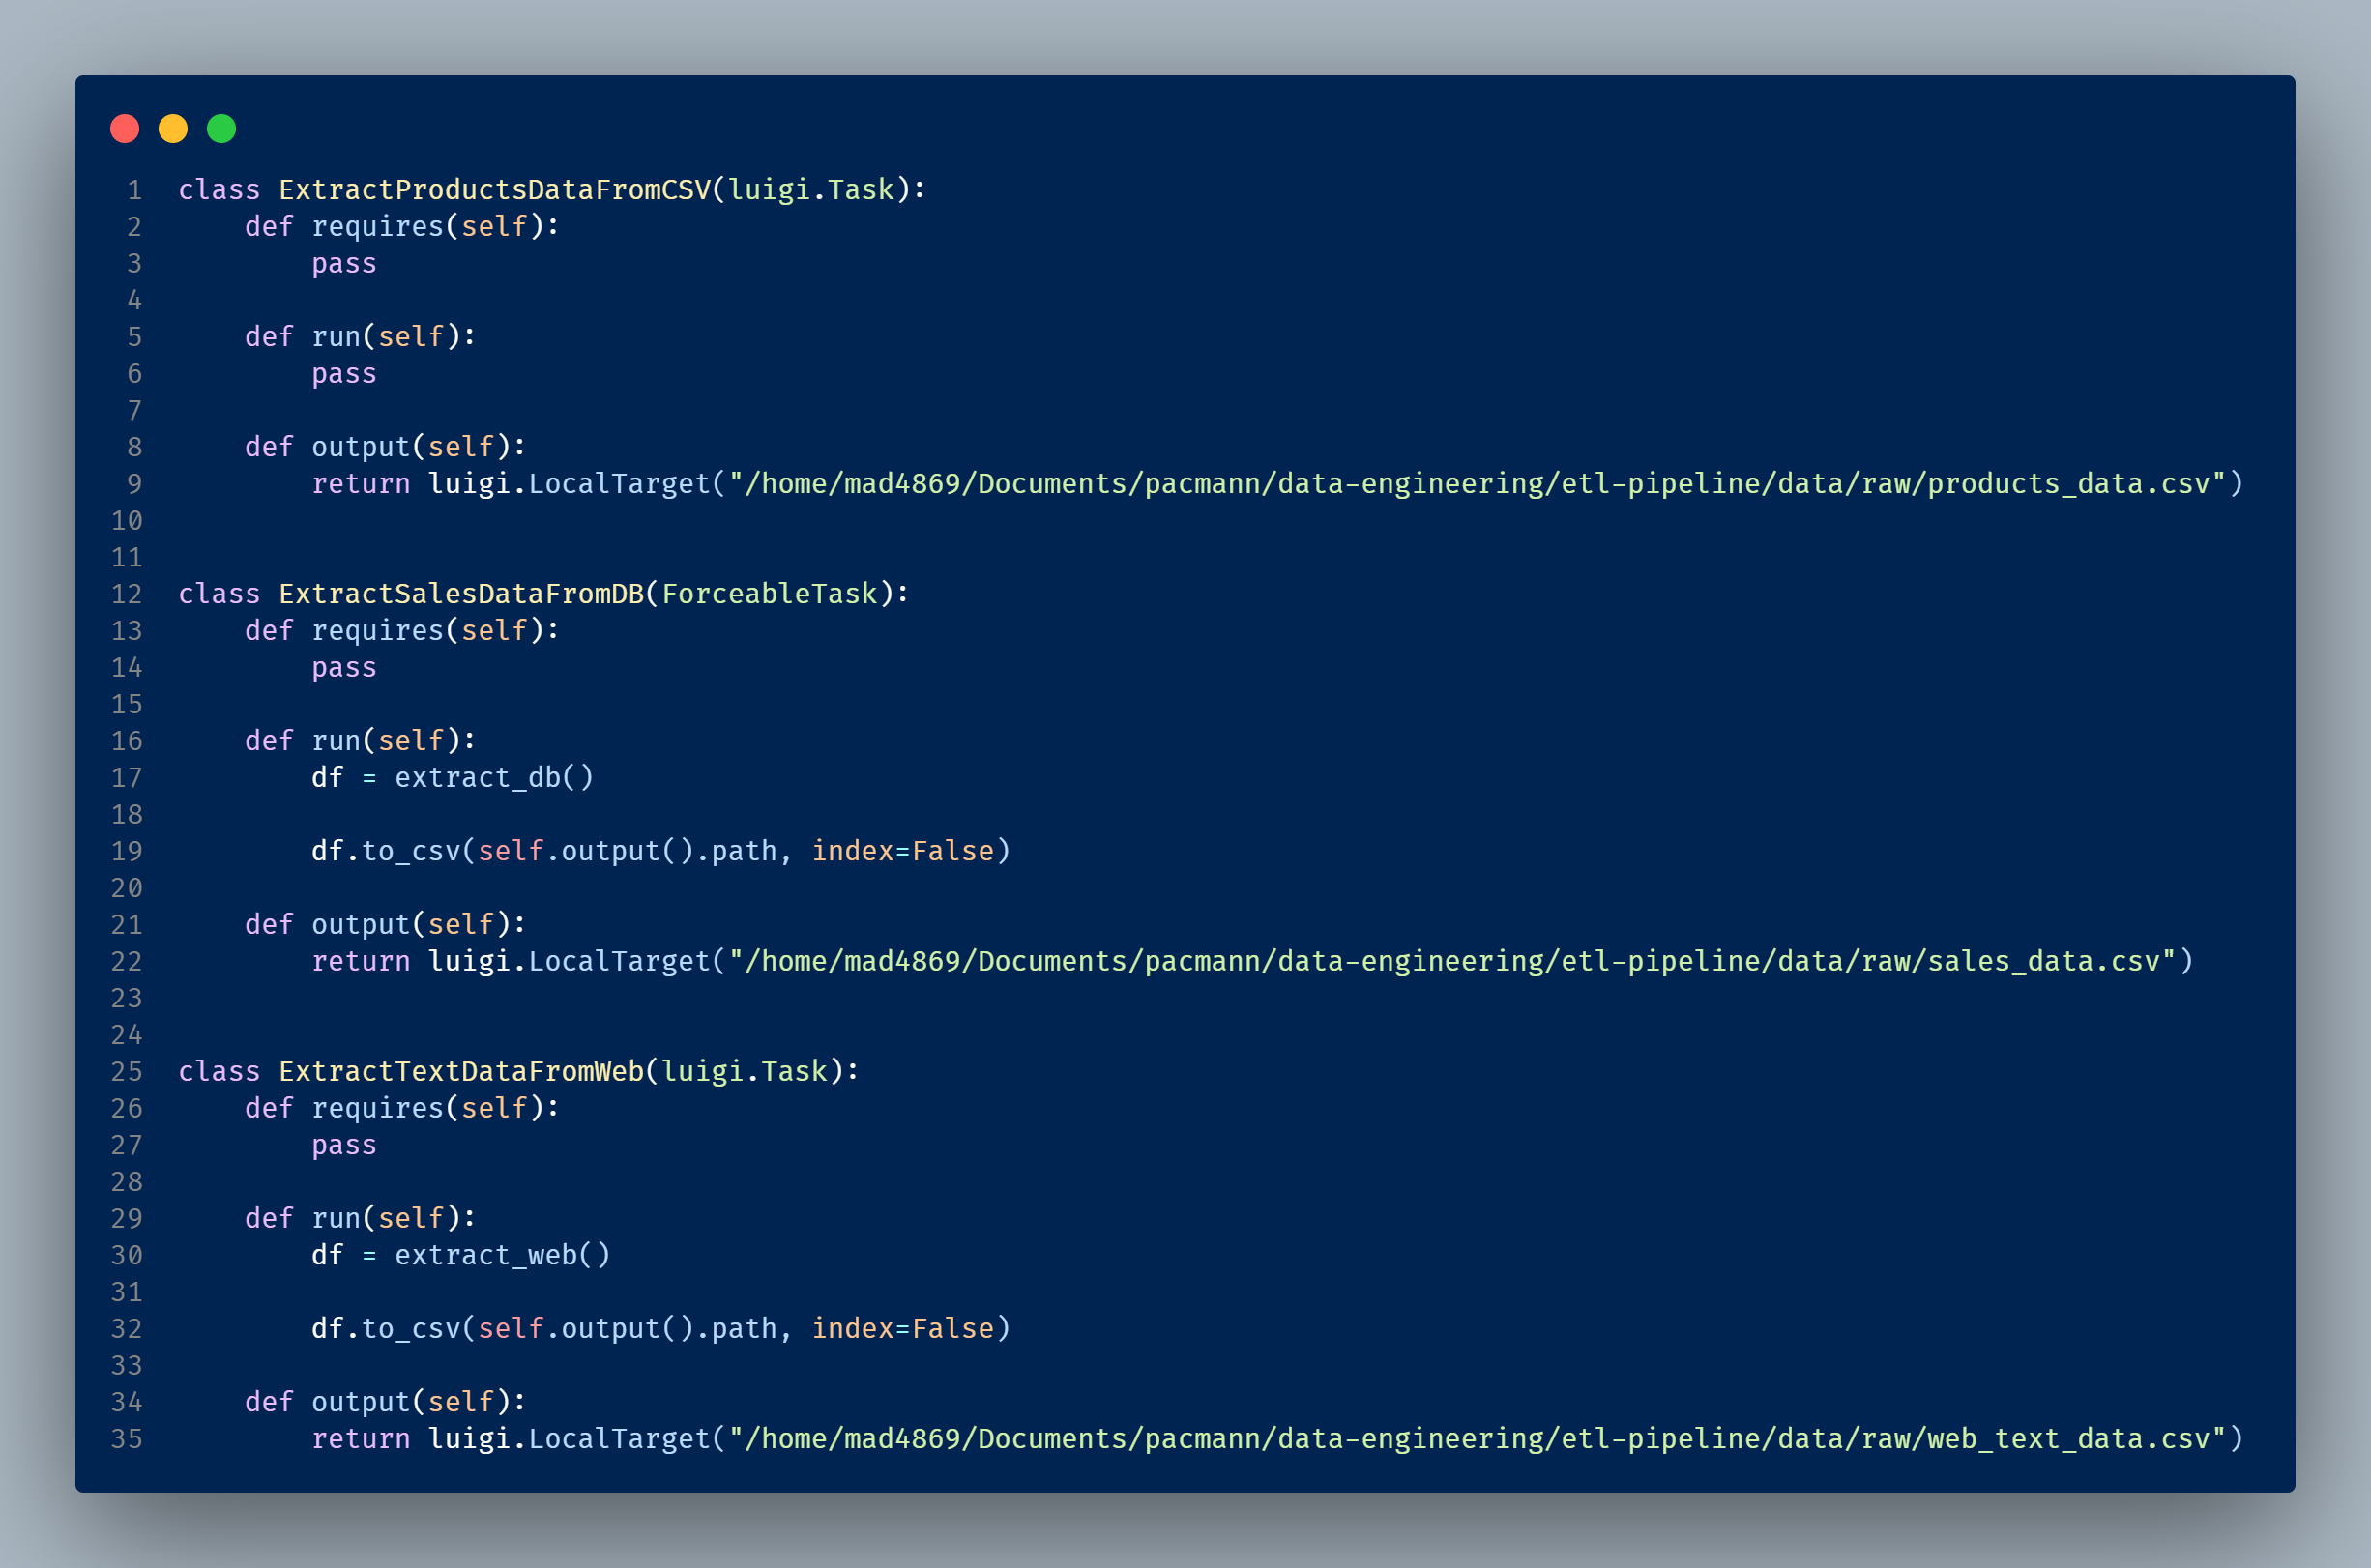 1 class ExtractProductsDataFromCSV(luigi.Task):
2     def requires(self):
3         pass
4
5     def run(self):
6         pass
7
8     def output(self):
9         return luigi.LocalTarget("/home/mad4869/Documents/pacmann/data-engineering/etl-pipeline/data/raw/products_data.csv")
10
11
12 class ExtractSalesDataFromDB(ForceableTask):
13     def requires(self):
14         pass
15
16     def run(self):
17         df = extract_db()
18
19         df.to_csv(self.output().path, index=False)
20
21     def output(self):
22         return luigi.LocalTarget("/home/mad4869/Documents/pacmann/data-engineering/etl-pipeline/data/raw/sales_data.csv")
23
24
25 class ExtractTextDataFromWeb(luigi.Task):
26     def requires(self):
27         pass
28
29     def run(self):
30         df = extract_web()
31
32         df.to_csv(self.output().path, index=False)
33
34     def output(self):
35         return luigi.LocalTarget("/home/mad4869/Documents/pacmann/data-engineering/etl-pipeline/data/raw/web_text_data.csv")